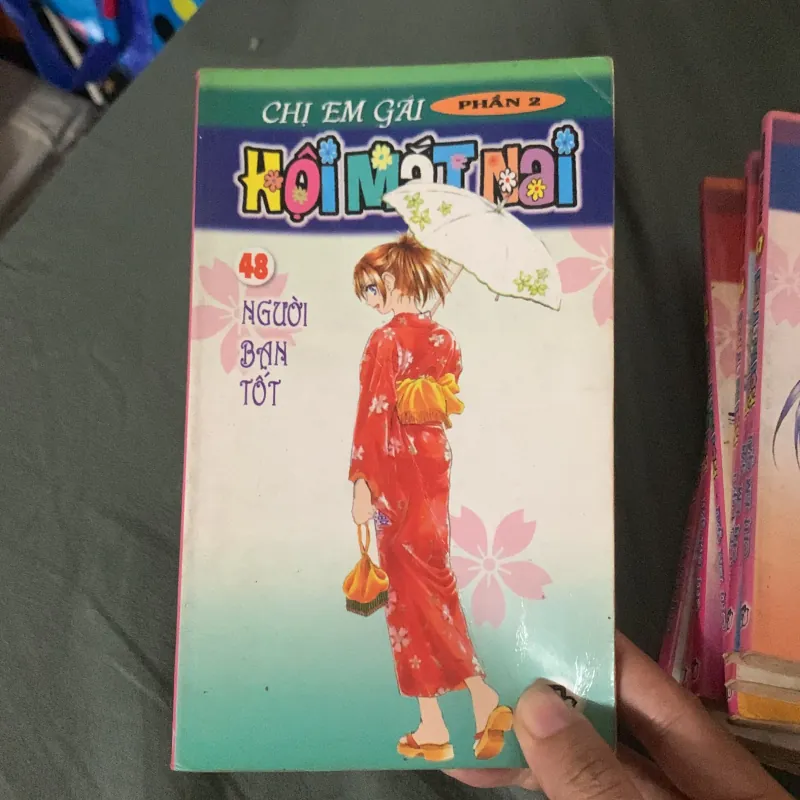 CHỊ EM GÁI PHẦN 2
HỘI MẮT NAI
48
NGƯỜI
BẠN
TỐT